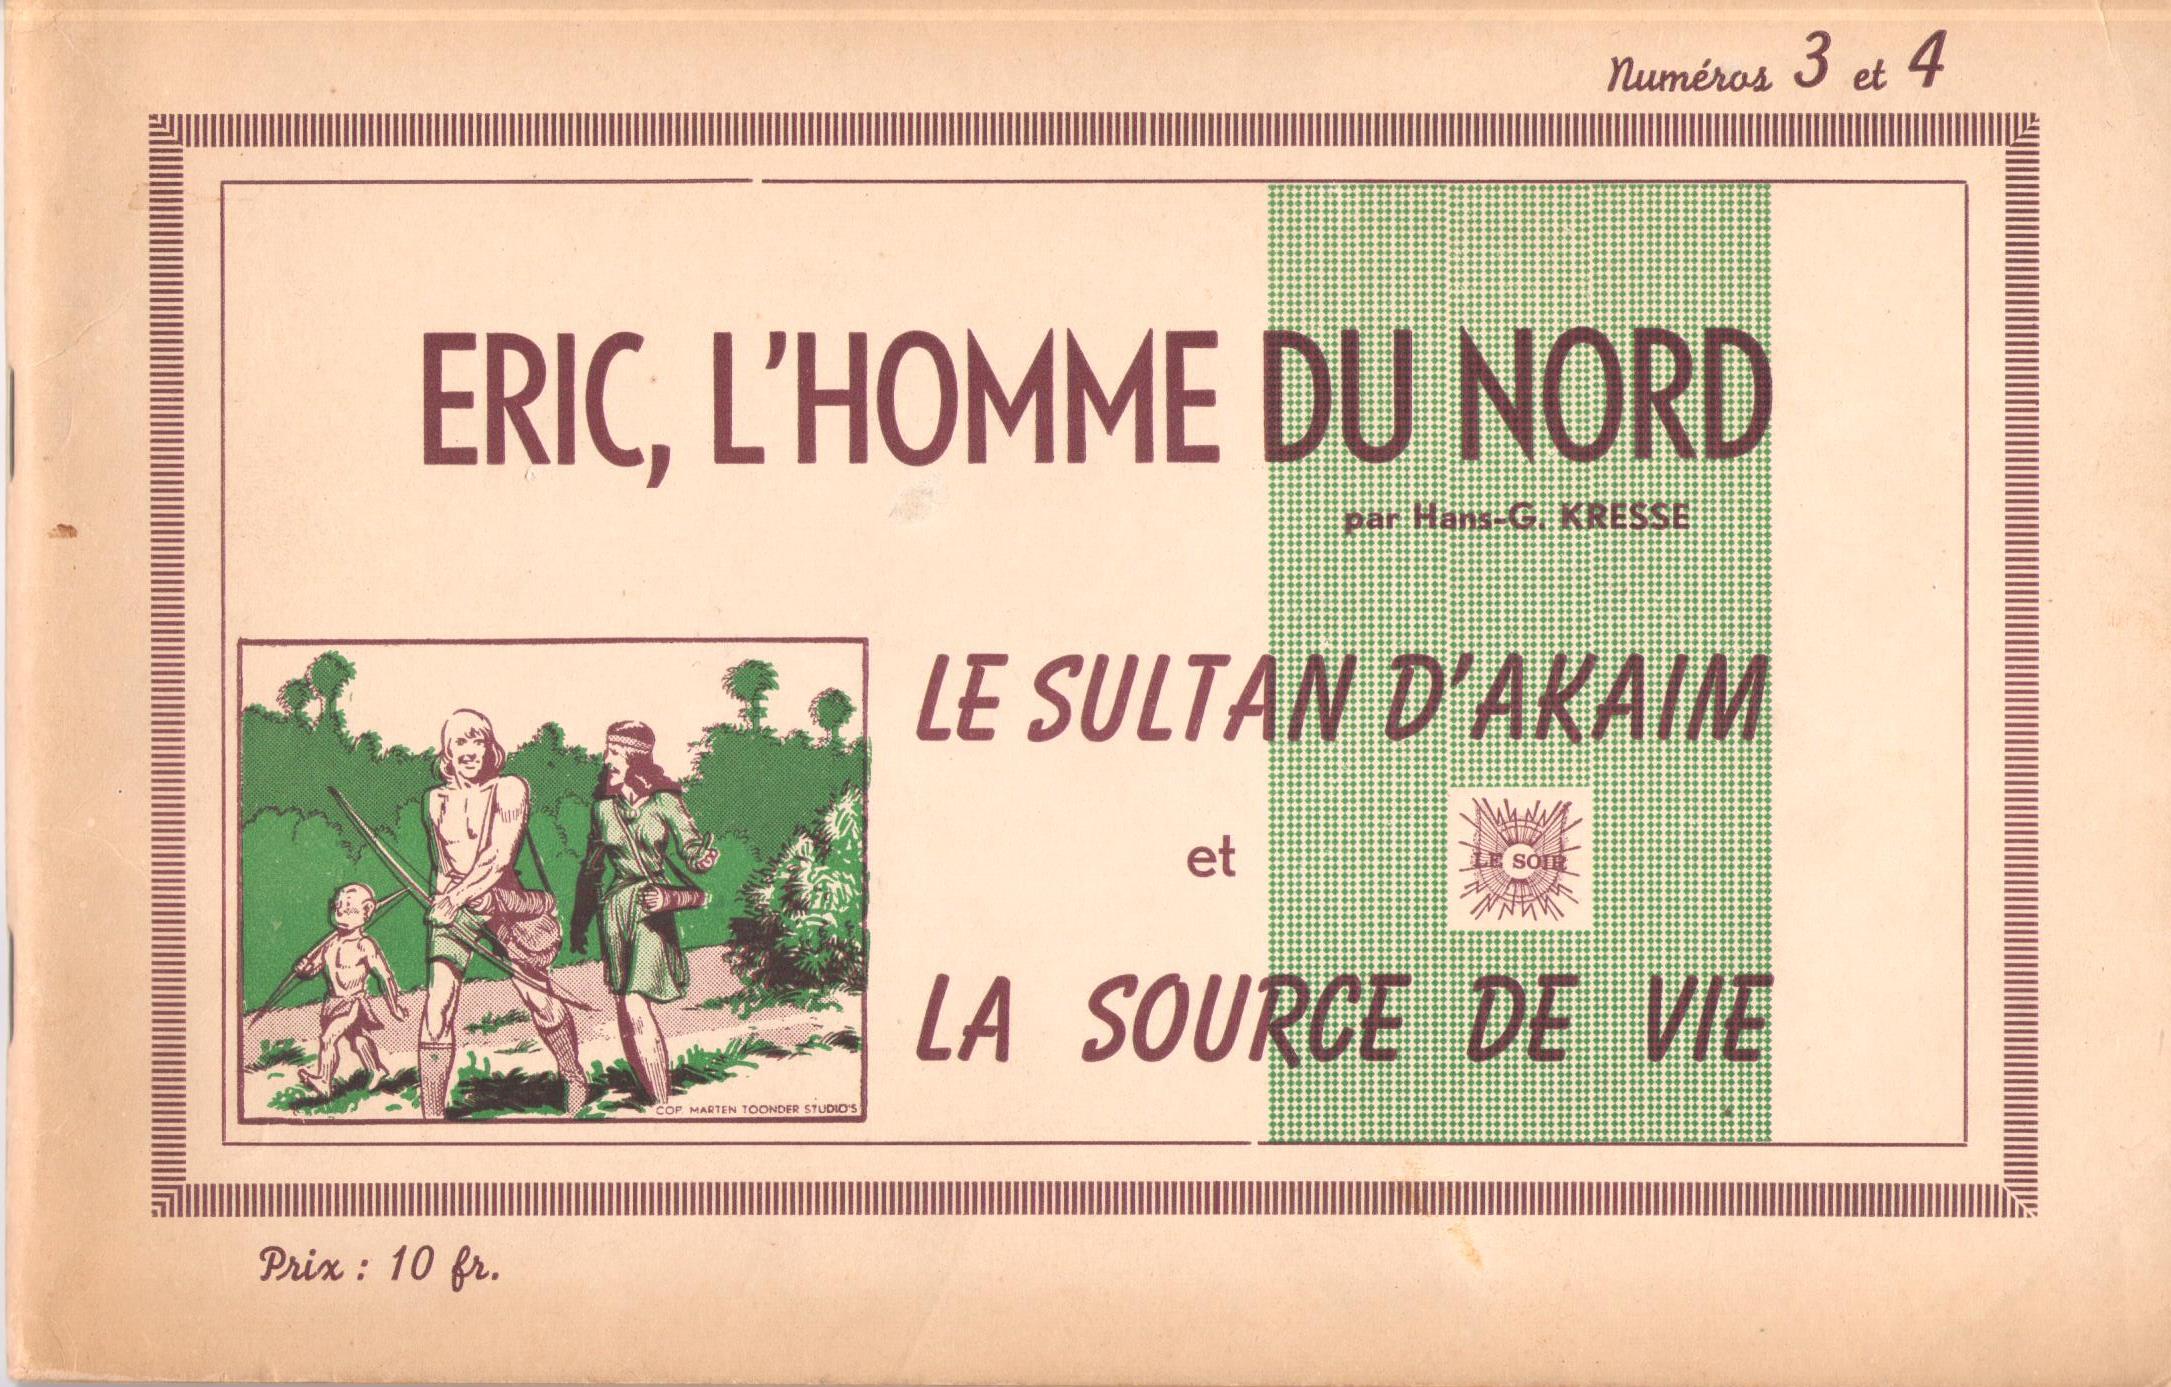 Numéros 3 et 4
ERIC, L'HOMME DU NORD
par Hans-G. KRESSE
LE SULTAN D'AKAIM
et
LE SOIR
LA SOURCE DE VIE
COP. MARTEN TOONDER STUDIO'S
Prix : 10 fr.